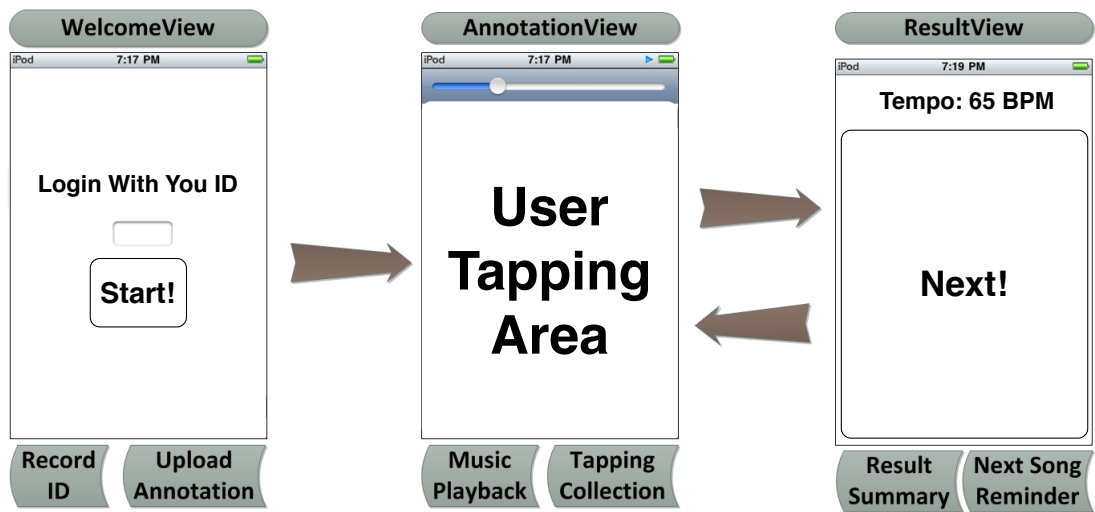 WelcomeView
iPod 7:17 PM
Login With You ID
Start!
Record
ID
Upload
Annotation
AnnotationView
iPod 7:17 PM
User
Tapping
Area
Music
Playback
Tapping
Collection
ResultView
iPod 7:19 PM
Tempo: 65 BPM
Next!
Result
Summary
Next Song
Reminder